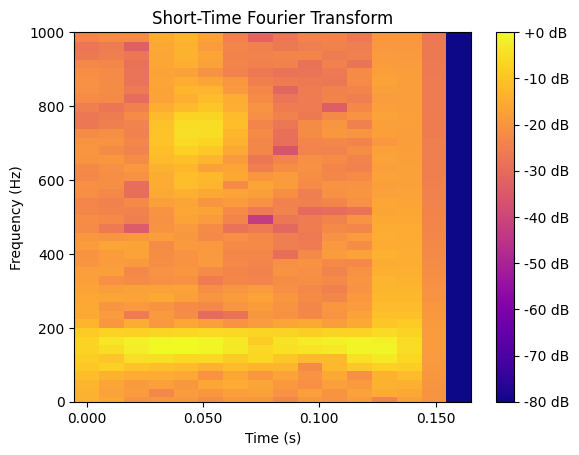 Short-Time Fourier Transform
1000
800
600
400
200
0
Frequency (Hz)
0.000
0.050
0.100
0.150
Time (s)
+0 dB
-10 dB
-20 dB
-30 dB
-40 dB
-50 dB
-60 dB
-70 dB
-80 dB